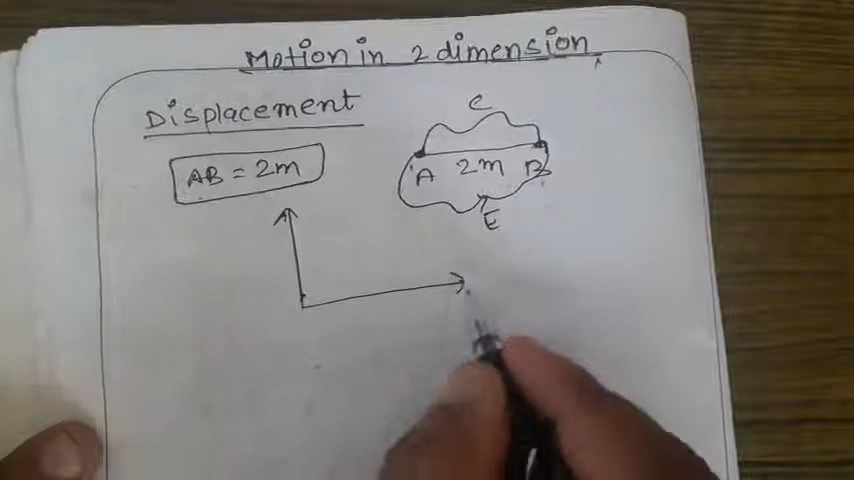 Motion in 2 dimension
Displacement
C
AB = 2m
A 2m B
E